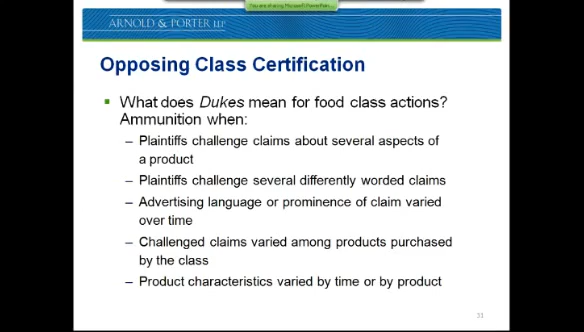 You are sharing Microsoft PowerPoint...
ARNOLD & PORTER LLP
Opposing Class Certification
▪ What does Dukes mean for food class actions?
Ammunition when:
– Plaintiffs challenge claims about several aspects of
a product
– Plaintiffs challenge several differently worded claims
– Advertising language or prominence of claim varied
over time
– Challenged claims varied among products purchased
by the class
– Product characteristics varied by time or by product